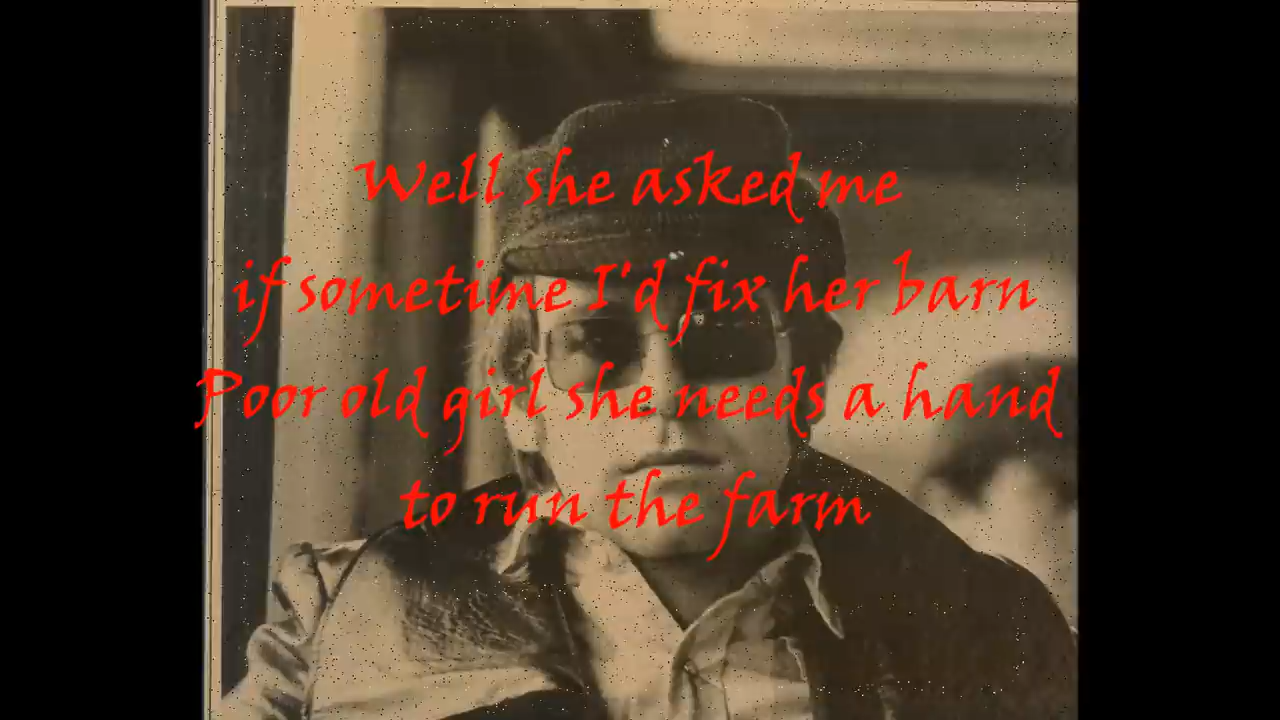 Well she asked me
if sometime I'd fix her barn
Poor old girl she needs a hand
to run the farm